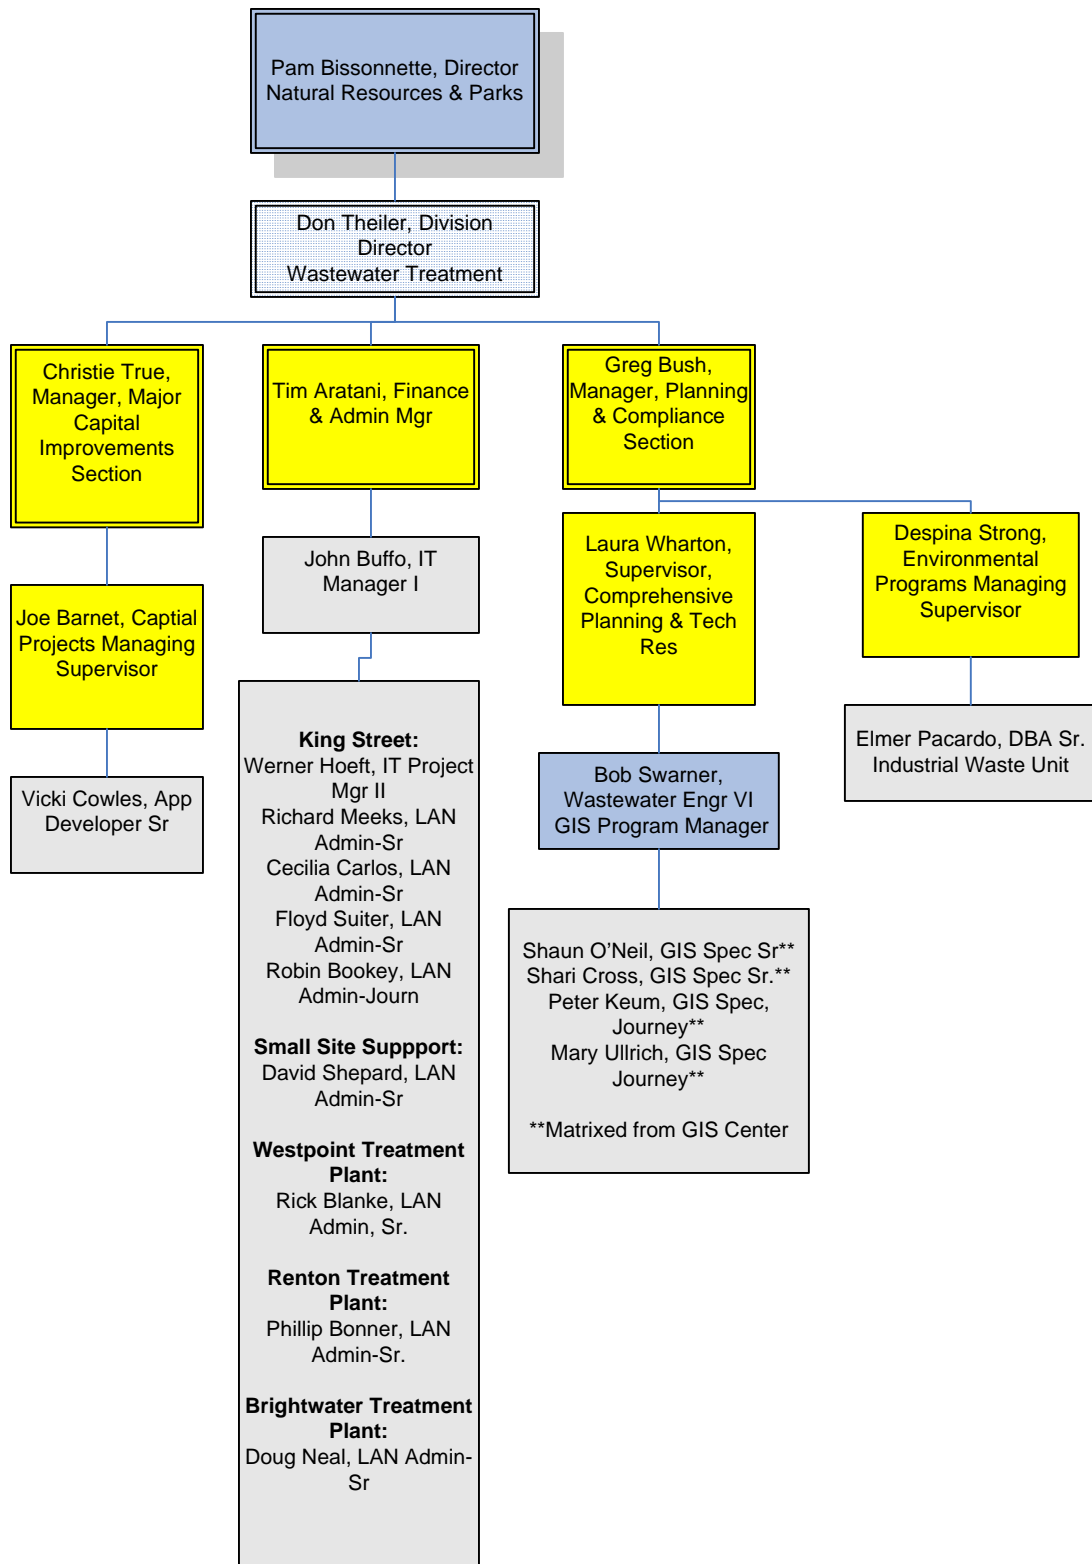 Pam Bissonnette, Director
Natural Resources & Parks
Don Theiler, Division
Director
Wastewater Treatment
Christie True,
Manager, Major
Capital
Improvements
Section
Tim Aratani, Finance
& Admin Mgr
Greg Bush,
Manager, Planning
& Compliance
Section
Joe Barnet, Captial
Projects Managing
Supervisor
John Buffo, IT
Manager I
Laura Wharton,
Supervisor,
Comprehensive
Planning & Tech
Res
Despina Strong,
Environmental
Programs Managing
Supervisor
Vicki Cowles, App
Developer Sr
King Street:
Werner Hoeft, IT Project
Mgr II
Richard Meeks, LAN
Admin-Sr
Cecilia Carlos, LAN
Admin-Sr
Floyd Suiter, LAN
Admin-Sr
Robin Bookey, LAN
Admin-Journ
Small Site Suppport:
David Shepard, LAN
Admin-Sr
Westpoint Treatment
Plant:
Rick Blanke, LAN
Admin, Sr.
Renton Treatment
Plant:
Phillip Bonner, LAN
Admin-Sr.
Brightwater Treatment
Plant:
Doug Neal, LAN Admin-
Sr
Bob Swarner,
Wastewater Engr VI
GIS Program Manager
Elmer Pacardo, DBA Sr.
Industrial Waste Unit
Shaun O’Neil, GIS Spec Sr**
Shari Cross, GIS Spec Sr.**
Peter Keum, GIS Spec,
Journey**
Mary Ullrich, GIS Spec
Journey**
**Matrixed from GIS Center